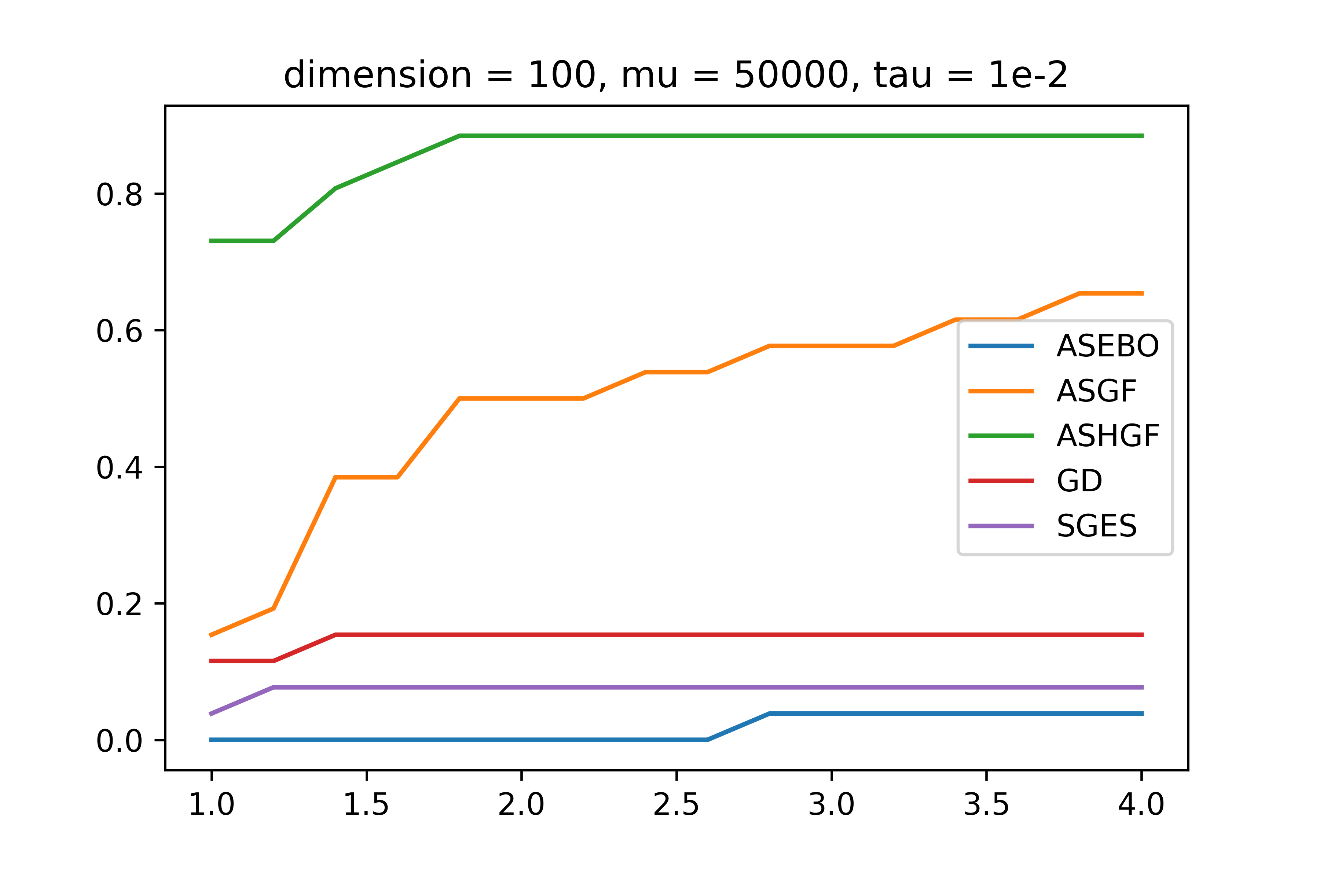 dimension = 100, mu = 50000, tau = 1e-2
0.8
0.6
0.4
0.2
0.0
ASEBO
ASGF
ASHGF
GD
SGES
1.0 1.5 2.0 2.5 3.0 3.5 4.0